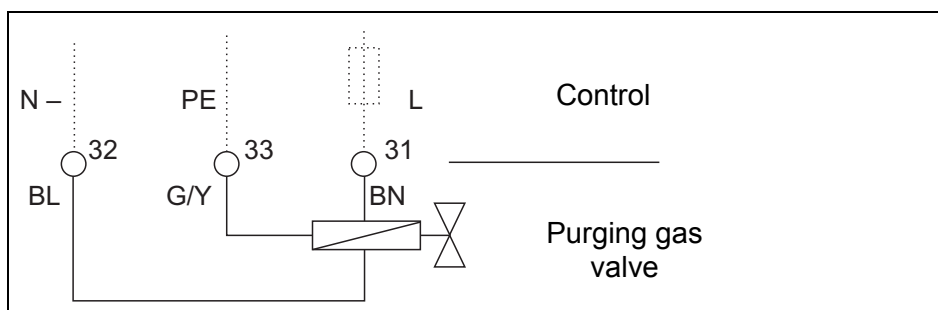 N – PE L Control
32 33 31
BL G/Y BN
Purging gas
valve